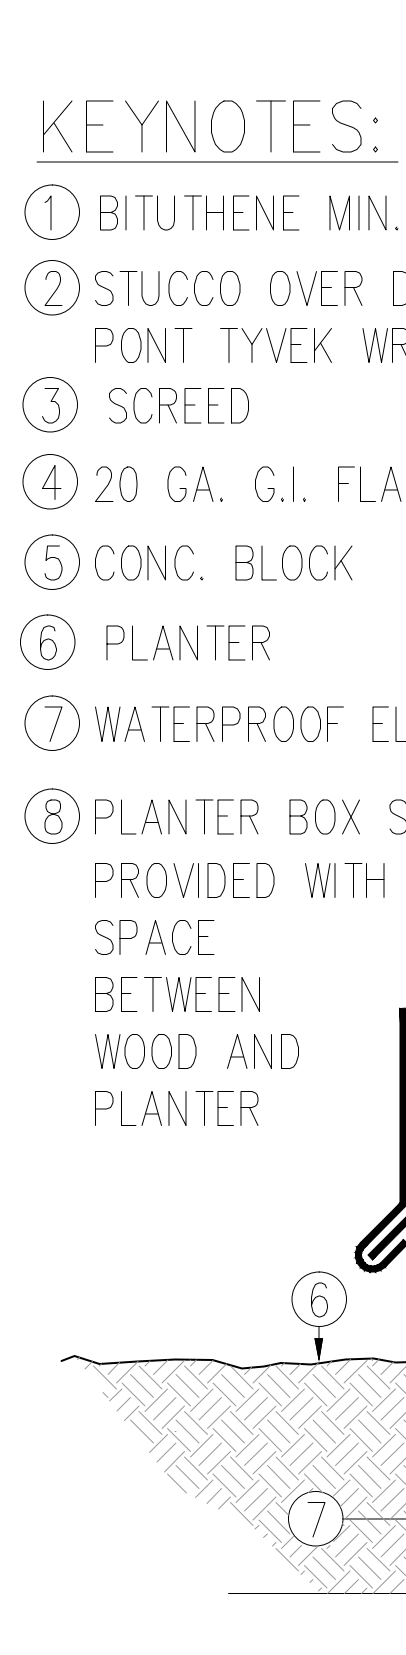 KEYNOTES:
1 BITUTHENE MIN.
2 STUCCO OVER
PONT TYVEK
3 SCREED
4 20 GA. G.I.
5 CONC. BLOCK
6 PLANTER
7 WATERPROOF
8 PLANTER BOX
PROVIDED WITH
SPACE
BETWEEN
WOOD AND
PLANTER
6
7